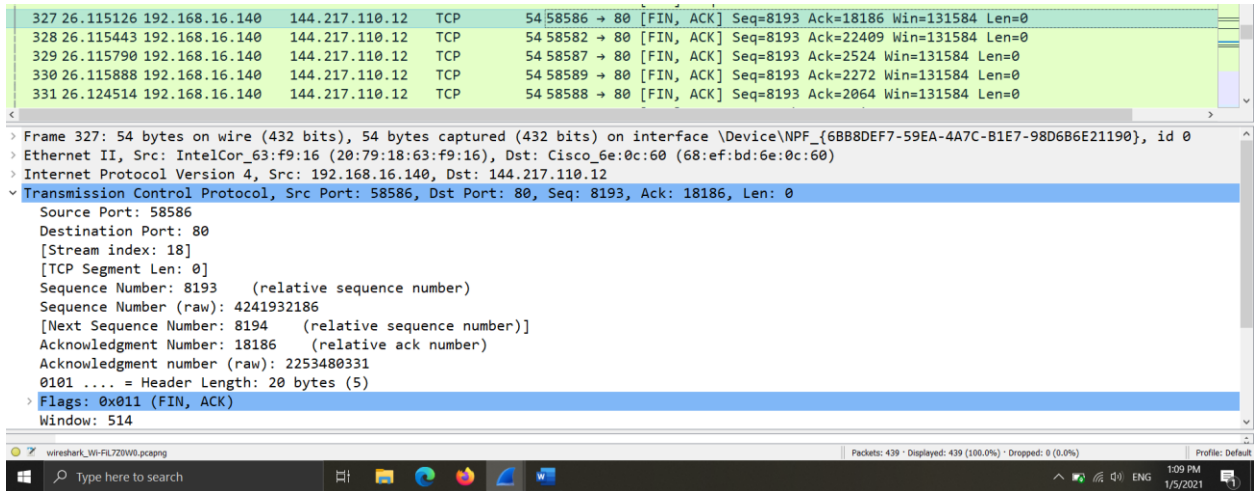 327 26.115126 192.168.16.140 144.217.110.12 TCP 54 58586 → 80 [FIN, ACK] Seq=8193 Ack=18186 Win=131584 Len=0
328 26.115443 192.168.16.140 144.217.110.12 TCP 54 58582 → 80 [FIN, ACK] Seq=8193 Ack=22409 Win=131584 Len=0
329 26.115790 192.168.16.140 144.217.110.12 TCP 54 58587 → 80 [FIN, ACK] Seq=8193 Ack=2524 Win=131584 Len=0
330 26.115888 192.168.16.140 144.217.110.12 TCP 54 58589 → 80 [FIN, ACK] Seq=8193 Ack=2272 Win=131584 Len=0
331 26.124514 192.168.16.140 144.217.110.12 TCP 54 58588 → 80 [FIN, ACK] Seq=8193 Ack=2064 Win=131584 Len=0
Frame 327: 54 bytes on wire (432 bits), 54 bytes captured (432 bits) on interface \Device\NPF_{6BB8DEF7-59EA-4A7C-B1E7-98D6B6E21190}, id 0
Ethernet II, Src: IntelCor_63:f9:16 (20:79:18:63:f9:16), Dst: Cisco_6e:0c:60 (68:ef:bd:6e:0c:60)
Internet Protocol Version 4, Src: 192.168.16.140, Dst: 144.217.110.12
Transmission Control Protocol, Src Port: 58586, Dst Port: 80, Seq: 8193, Ack: 18186, Len: 0
Source Port: 58586
Destination Port: 80
[Stream index: 18]
[TCP Segment Len: 0]
Sequence Number: 8193 (relative sequence number)
Sequence Number (raw): 4241932186
[Next Sequence Number: 8194 (relative sequence number)]
Acknowledgment Number: 18186 (relative ack number)
Acknowledgment number (raw): 2253480331
0101 .... = Header Length: 20 bytes (5)
Flags: 0x011 (FIN, ACK)
Window: 514
wireshark_Wi-FiL7Z0W0.pcapng Packets: 439 · Displayed: 439 (100.0%) · Dropped: 0 (0.0%) Profile: Default
Type here to search ENG 1:09 PM
1/5/2021